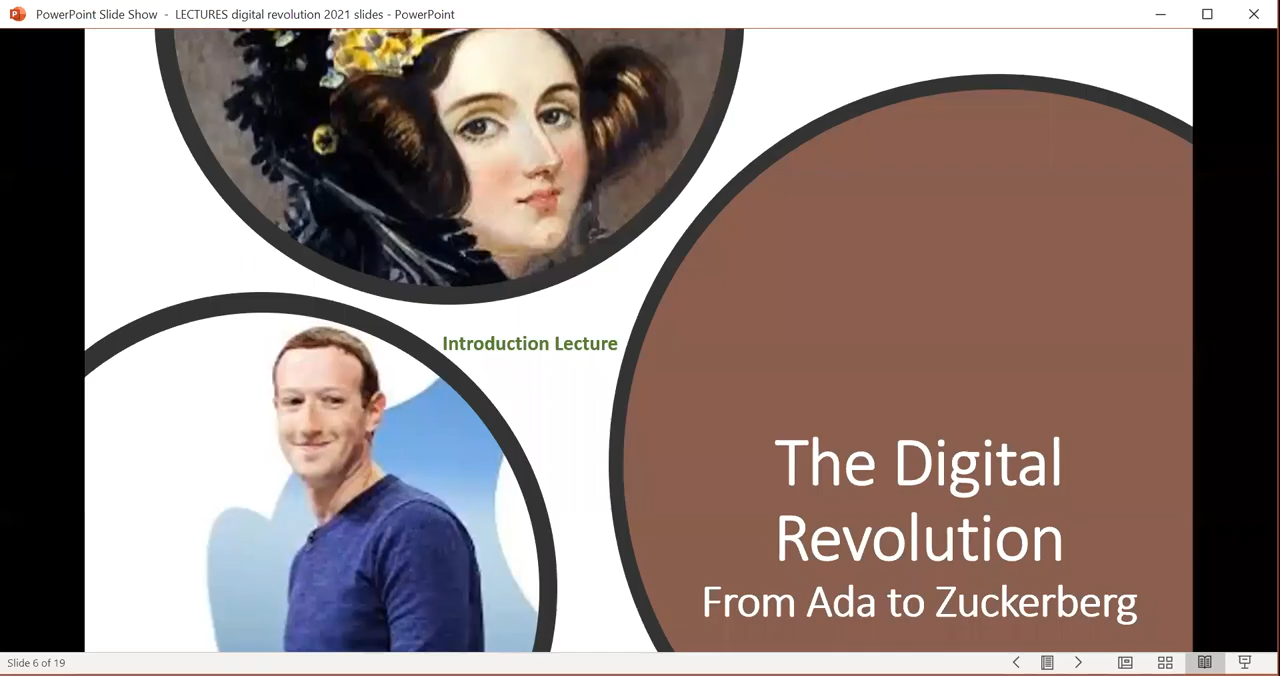 PowerPoint Slide Show - LECTURES digital revolution 2021 slides - PowerPoint
Introduction Lecture
The Digital
Revolution
From Ada to Zuckerberg
Slide 6 of 19